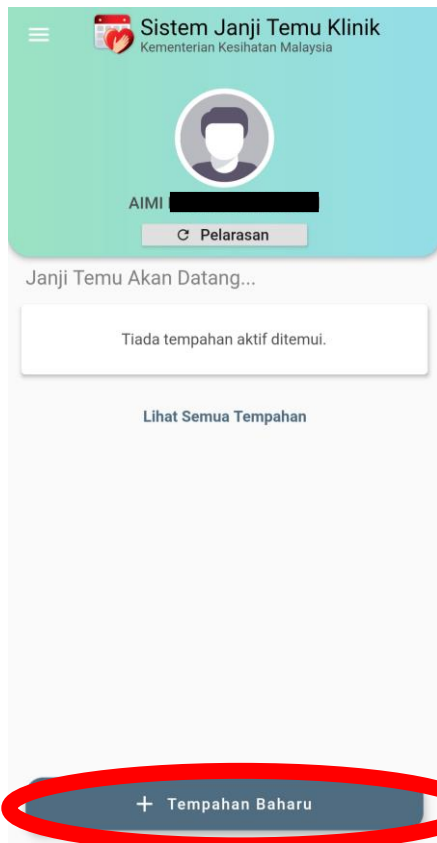 Sistem Janji Temu Klinik
Kementerian Kesihatan Malaysia
AIMI
Pelarasan
Janji Temu Akan Datang...
Tiada tempahan aktif ditemui.
Lihat Semua Tempahan
+ Tempahan Baharu